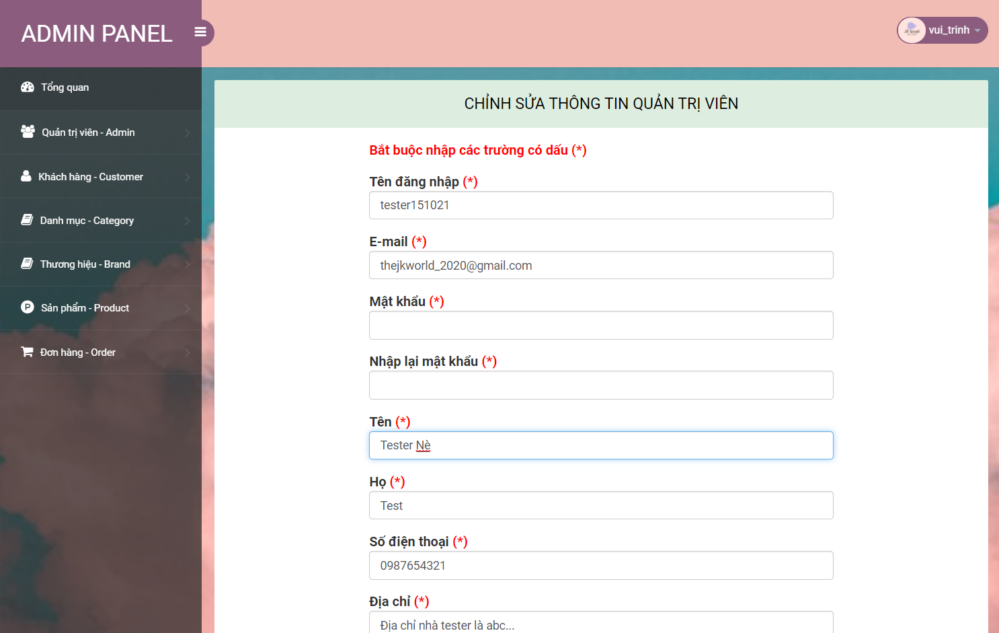 ADMIN PANEL
vui_trinh
Tổng quan
Quản trị viên - Admin
Khách hàng - Customer
Danh mục - Category
Thương hiệu - Brand
Sản phẩm - Product
Đơn hàng - Order
CHỈNH SỬA THÔNG TIN QUẢN TRỊ VIÊN
Bắt buộc nhập các trường có dấu (*)
Tên đăng nhập (*)
tester151021
E-mail (*)
thejkworld_2020@gmail.com
Mật khẩu (*)
Nhập lại mật khẩu (*)
Tên (*)
Tester Nè
Họ (*)
Test
Số điện thoại (*)
0987654321
Địa chỉ (*)
Địa chỉ nhà tester là abc...